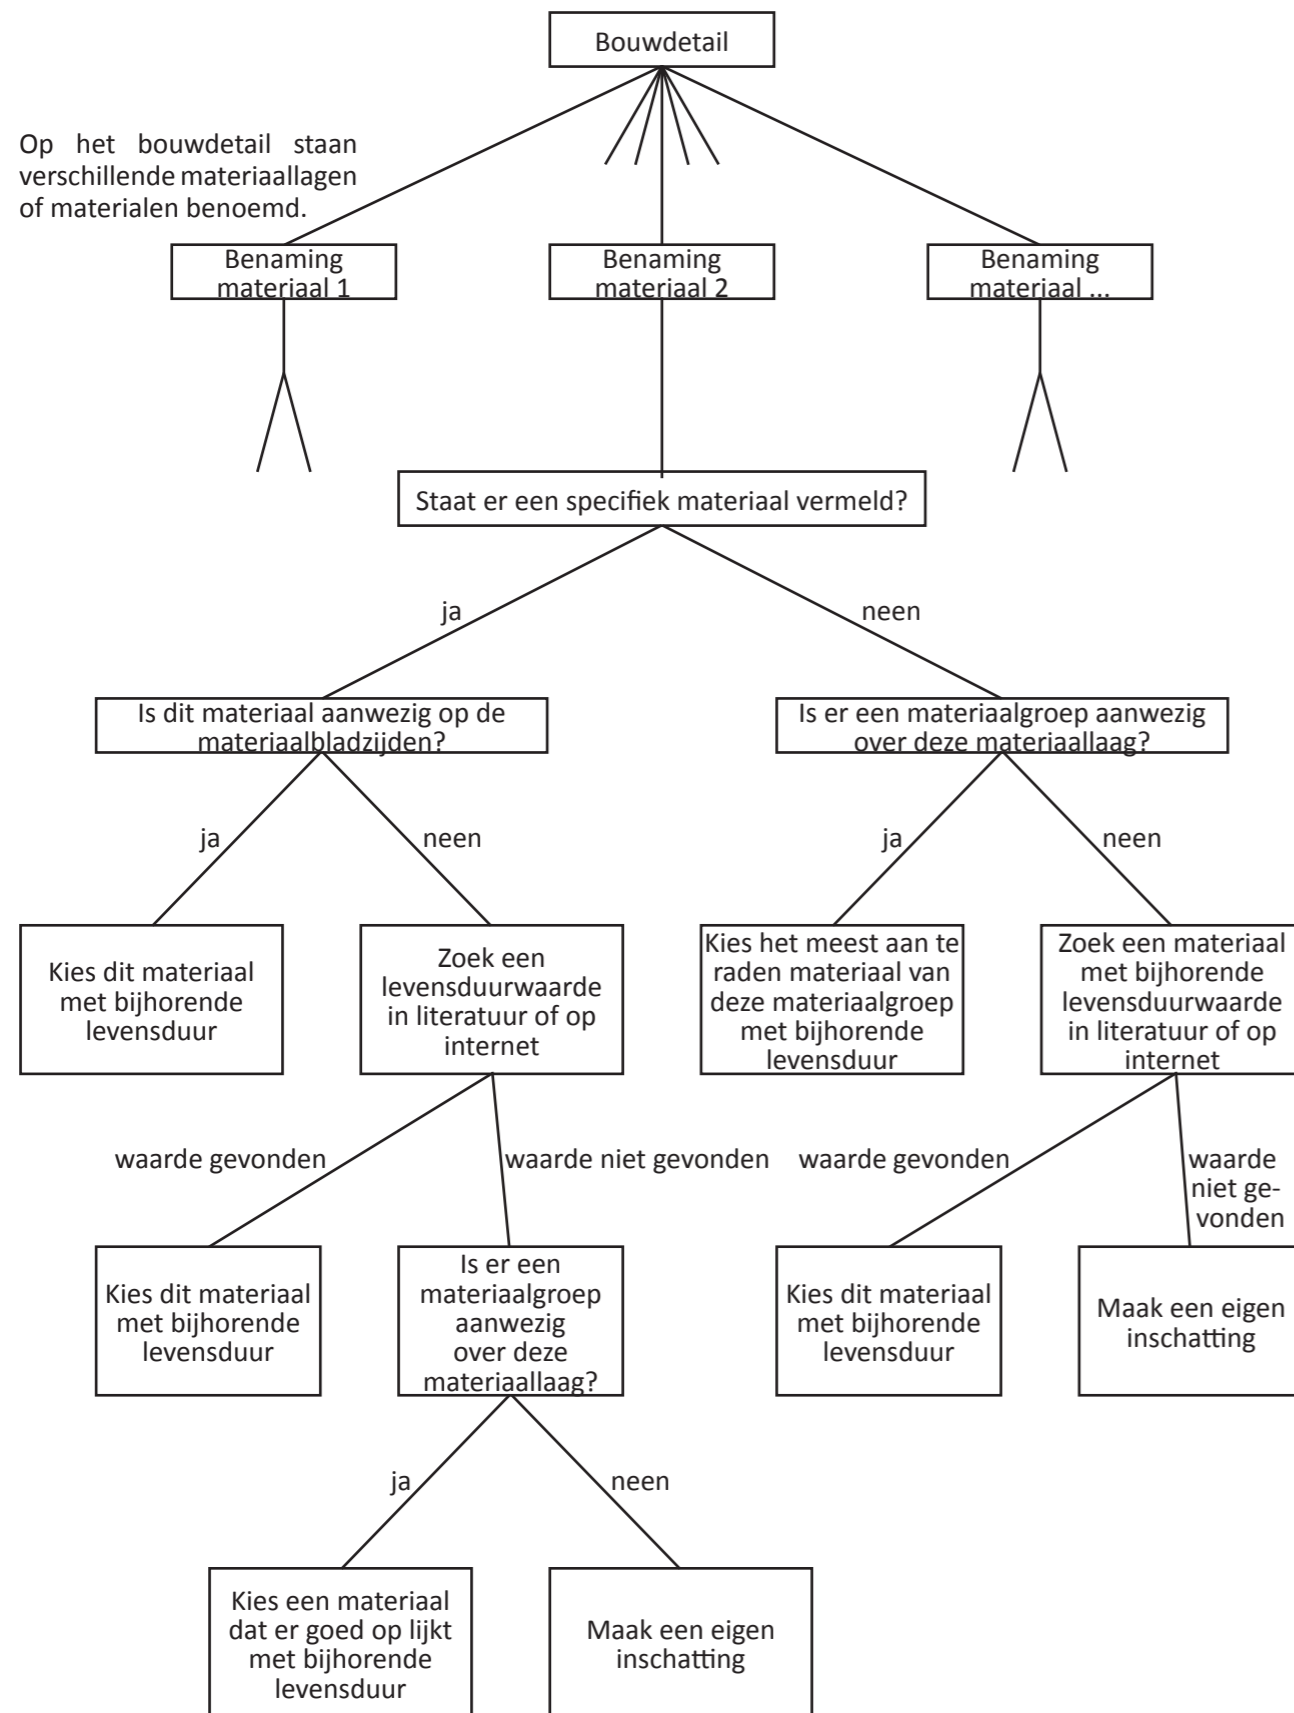 Bouwdetail
Op het bouwdetail staan
verschillende materiaallagen
of materialen benoemd.
Benaming
materiaal 1
Benaming
materiaal 2
Benaming
materiaal ...
Staat er een specifiek materiaal vermeld?
ja
neen
Is dit materiaal aanwezig op de
materiaalbladzijden?
Is er een materiaalgroep aanwezig
over deze materiaallaag?
ja
neen
ja
neen
Kies dit materiaal
met bijhorende
levensduur
Zoek een
levensduurwaarde
in literatuur of op
internet
Kies het meest aan te
raden materiaal van
deze materiaalgroep
met bijhorende
levensduur
Zoek een materiaal
met bijhorende
levensduurwaarde
in literatuur of op
internet
waarde gevonden
waarde niet gevonden
waarde gevonden
waarde
niet ge-
vonden
Kies dit materiaal
met bijhorende
levensduur
Is er een
materiaalgroep
aanwezig
over deze
materiaallaag?
Kies dit materiaal
met bijhorende
levensduur
Maak een eigen
inschatting
ja
neen
Kies een materiaal
dat er goed op lijkt
met bijhorende
levensduur
Maak een eigen
inschatting